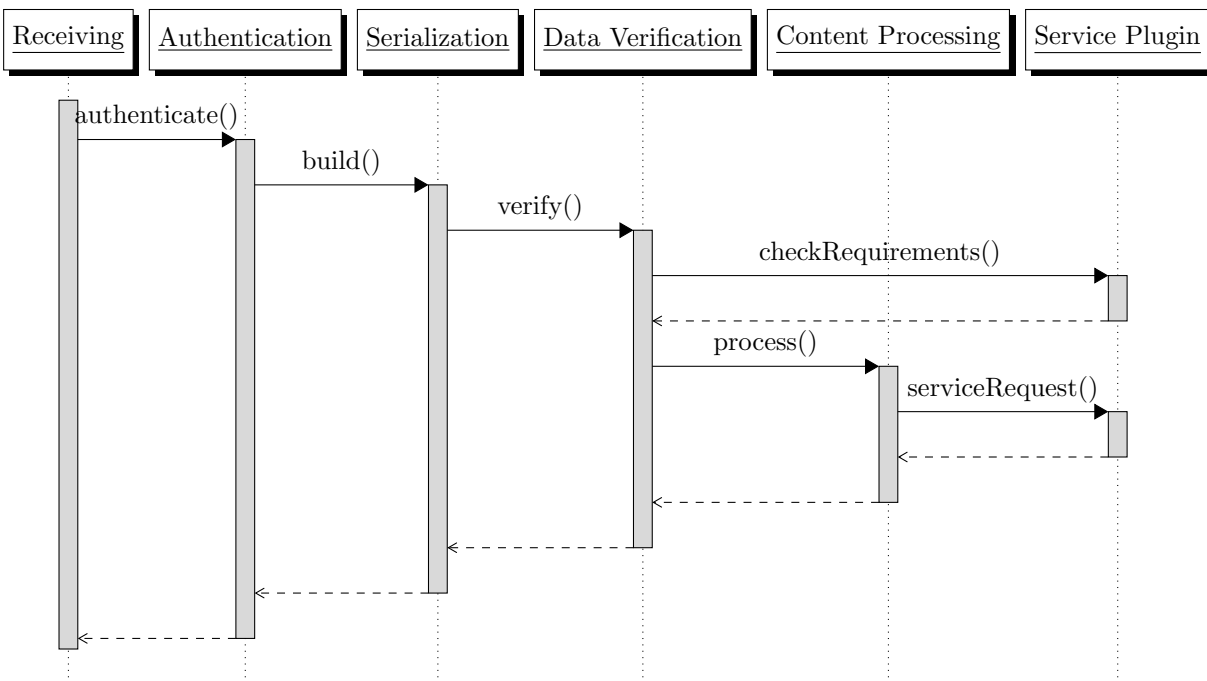 Receiving
Authentication
Serialization
Data Verification
Content Processing
Service Plugin
authenticate()
build()
verify()
checkRequirements()
process()
serviceRequest()